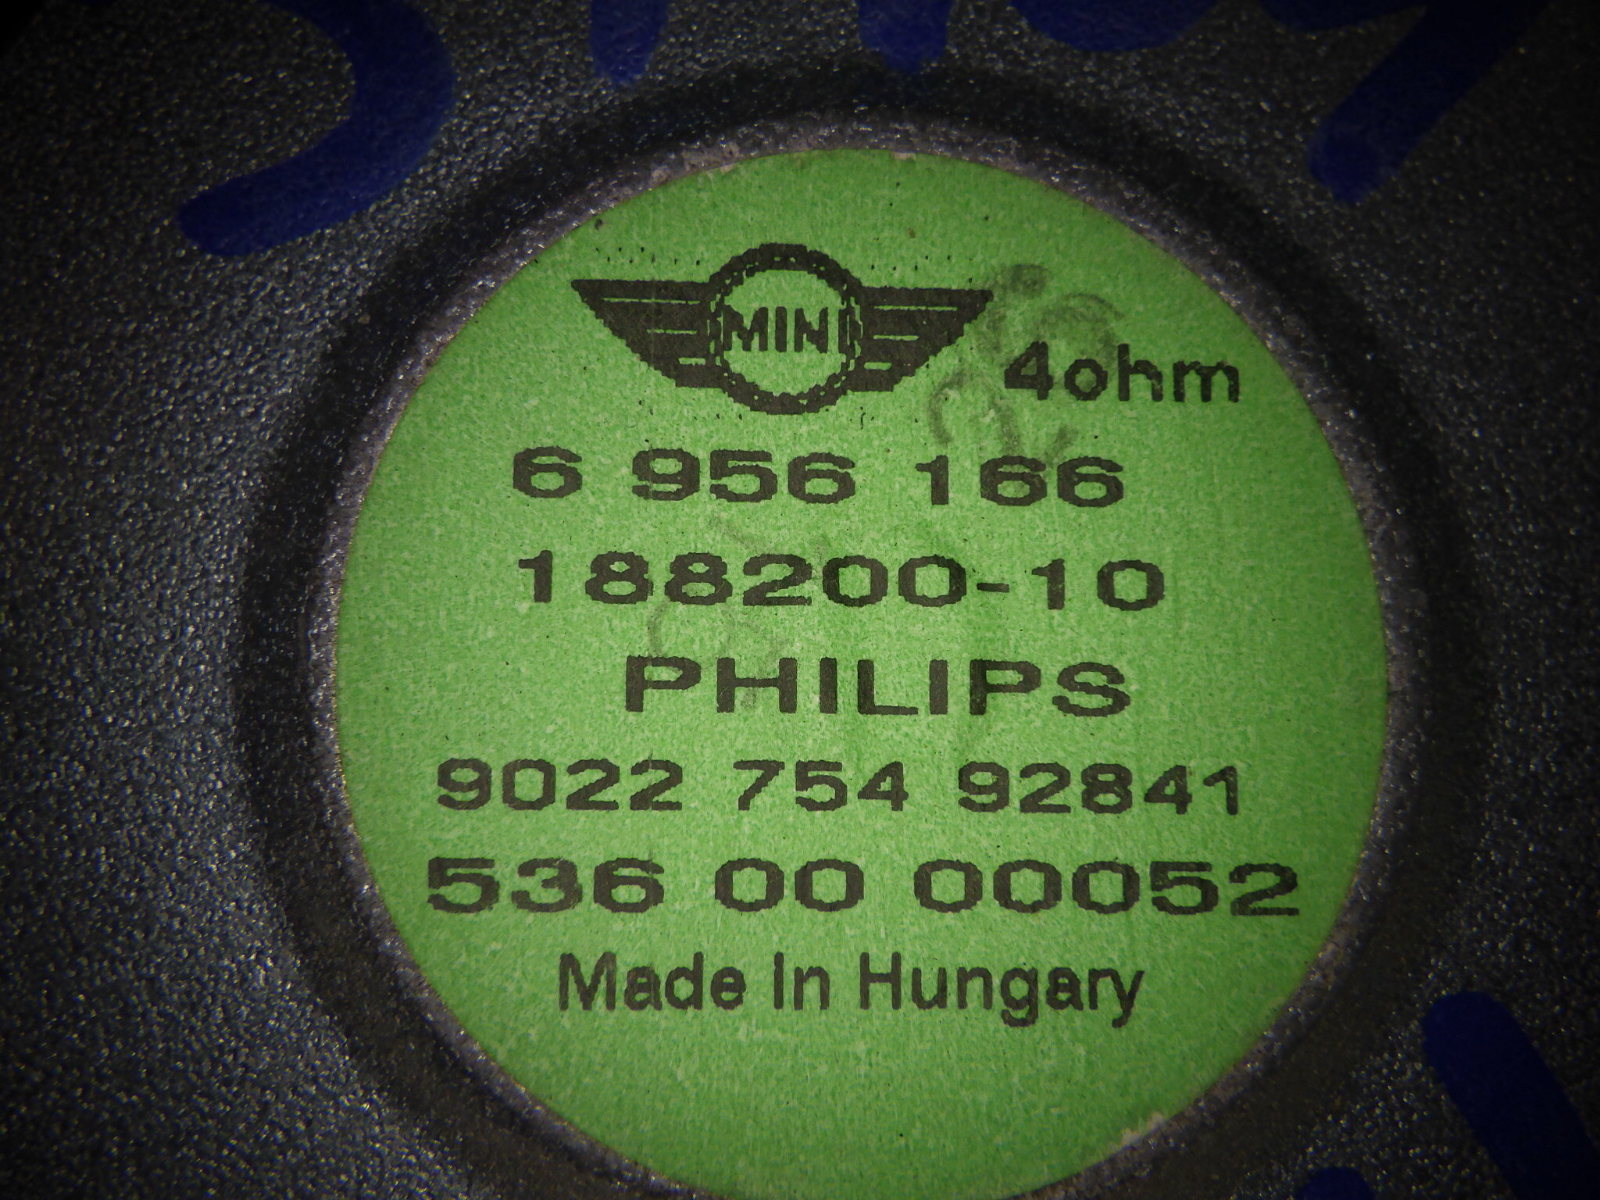 MINI
4ohm
6 956 166
188200-10
PHILIPS
9022 754 92841
536 00 00052
Made In Hungary